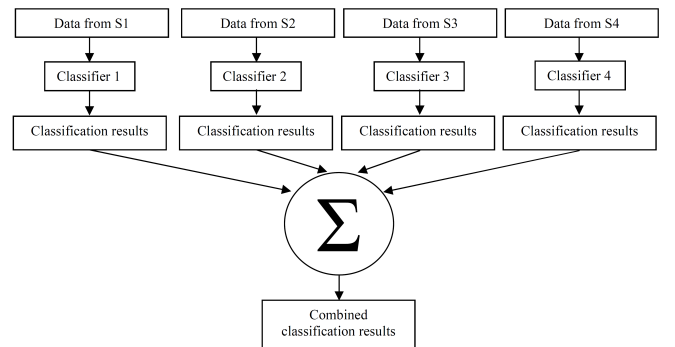 Data from S1
Data from S2
Data from S3
Data from S4
Classifier 1
Classifier 2
Classifier 3
Classifier 4
Classification results
Classification results
Classification results
Classification results
Σ
Combined
classification results